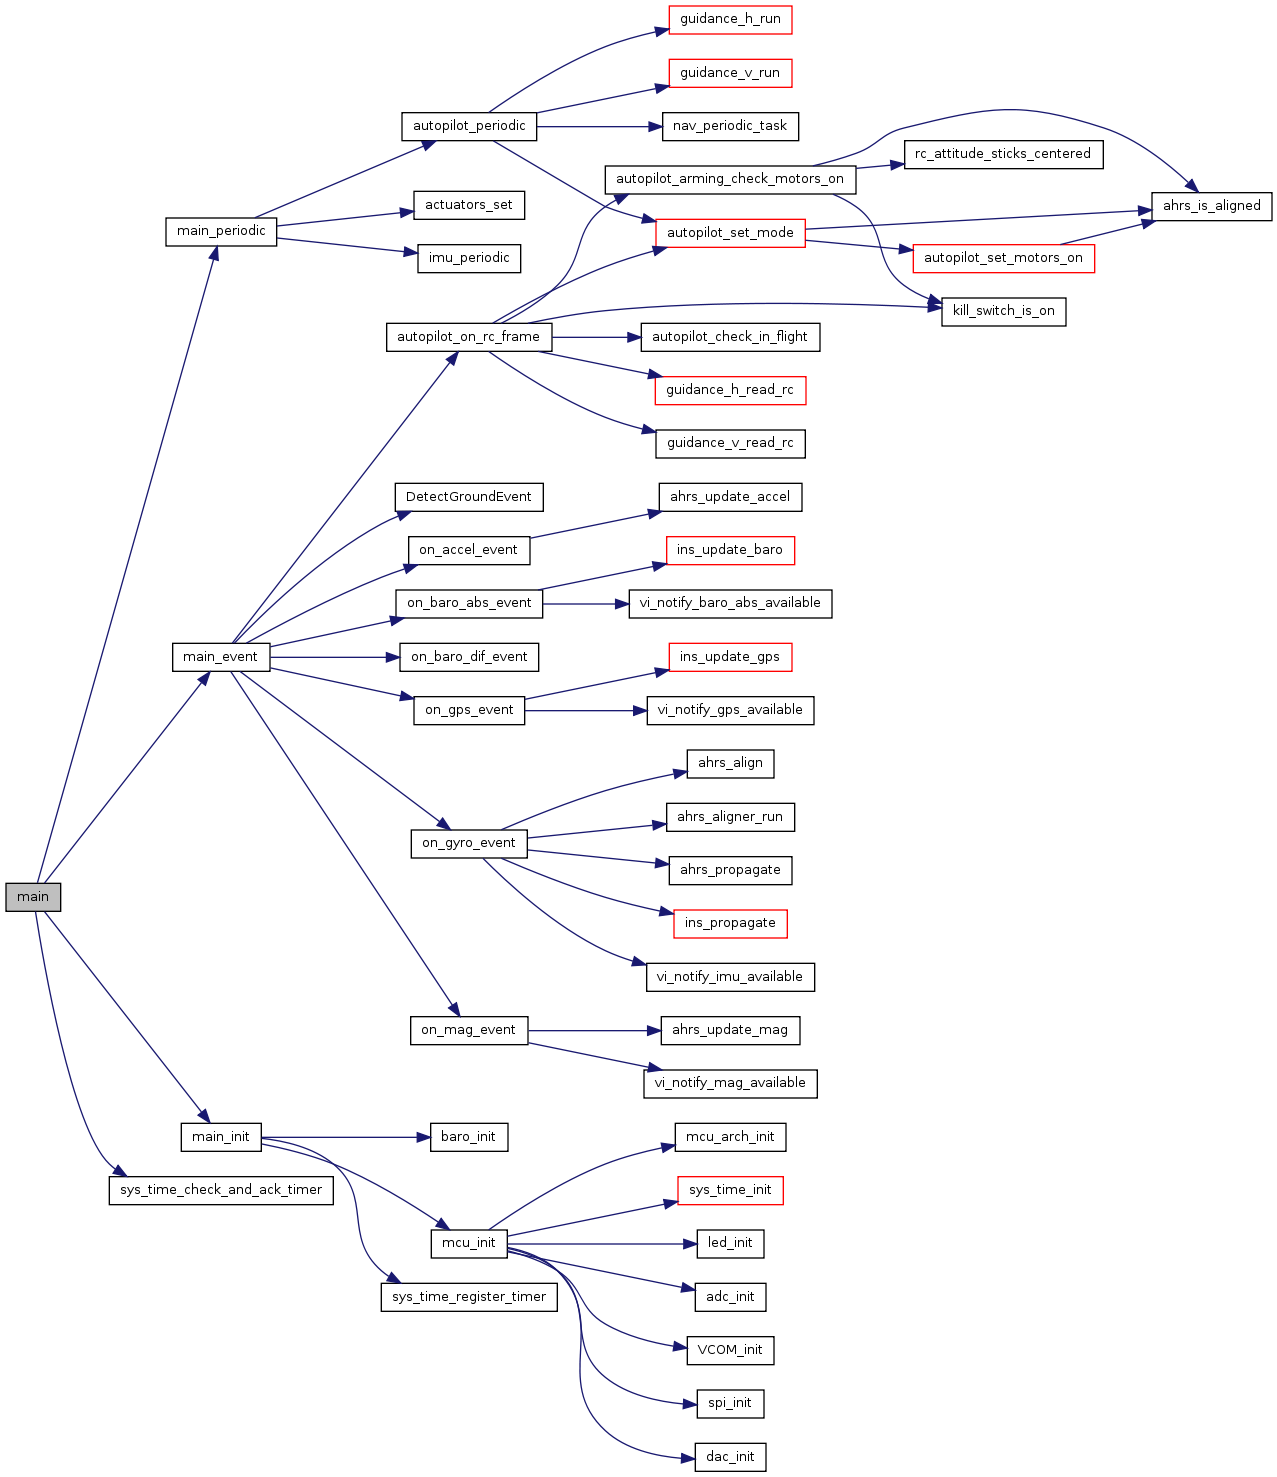 guidance_h_run
guidance_v_run
autopilot_periodic
nav_periodic_task
rc_attitude_sticks_centered
autopilot_arming_check_motors_on
actuators_set
ahrs_is_aligned
main_periodic
autopilot_set_mode
imu_periodic
autopilot_set_motors_on
kill_switch_is_on
autopilot_on_rc_frame
autopilot_check_in_flight
guidance_h_read_rc
guidance_v_read_rc
DetectGroundEvent
ahrs_update_accel
on_accel_event
ins_update_baro
on_baro_abs_event
vi_notify_baro_abs_available
main_event
on_baro_dif_event
ins_update_gps
on_gps_event
vi_notify_gps_available
ahrs_align
ahrs_aligner_run
on_gyro_event
ahrs_propagate
main
ins_propagate
vi_notify_imu_available
on_mag_event
ahrs_update_mag
vi_notify_mag_available
main_init
baro_init
mcu_arch_init
sys_time_check_and_ack_timer
sys_time_init
mcu_init
led_init
sys_time_register_timer
adc_init
VCOM_init
spi_init
dac_init